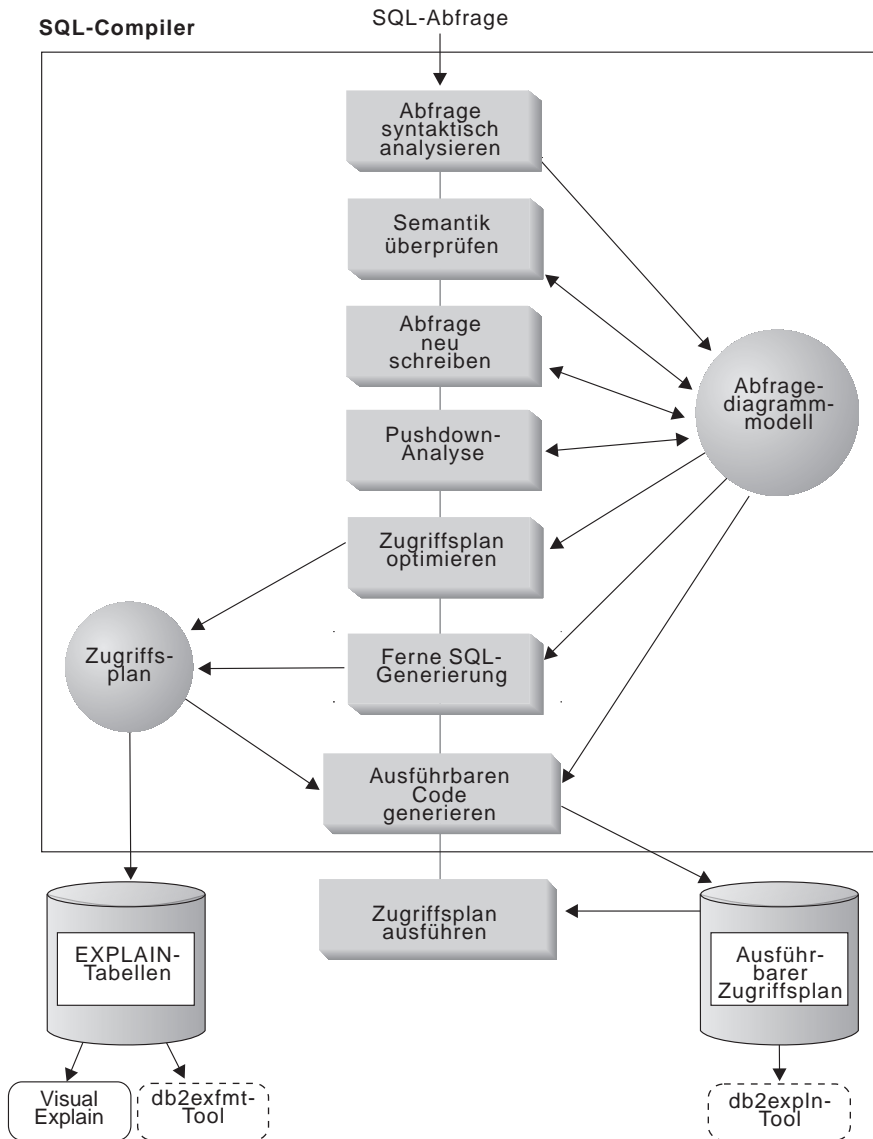 SQL-Compiler
SQL-Abfrage
Abfrage
syntaktisch
analysieren
Semantik
überprüfen
Abfrage
neu
schreiben
Abfrage-
diagramm-
modell
Pushdown-
Analyse
Zugriffsplan
optimieren
Zugriffs-
plan
Ferne SQL-
Generierung
Ausführbaren
Code
generieren
Zugriffsplan
ausführen
EXPLAIN-
Tabellen
Ausführ-
barer
Zugriffsplan
Visual
Explain
db2exfmt-
Tool
db2expln-
Tool